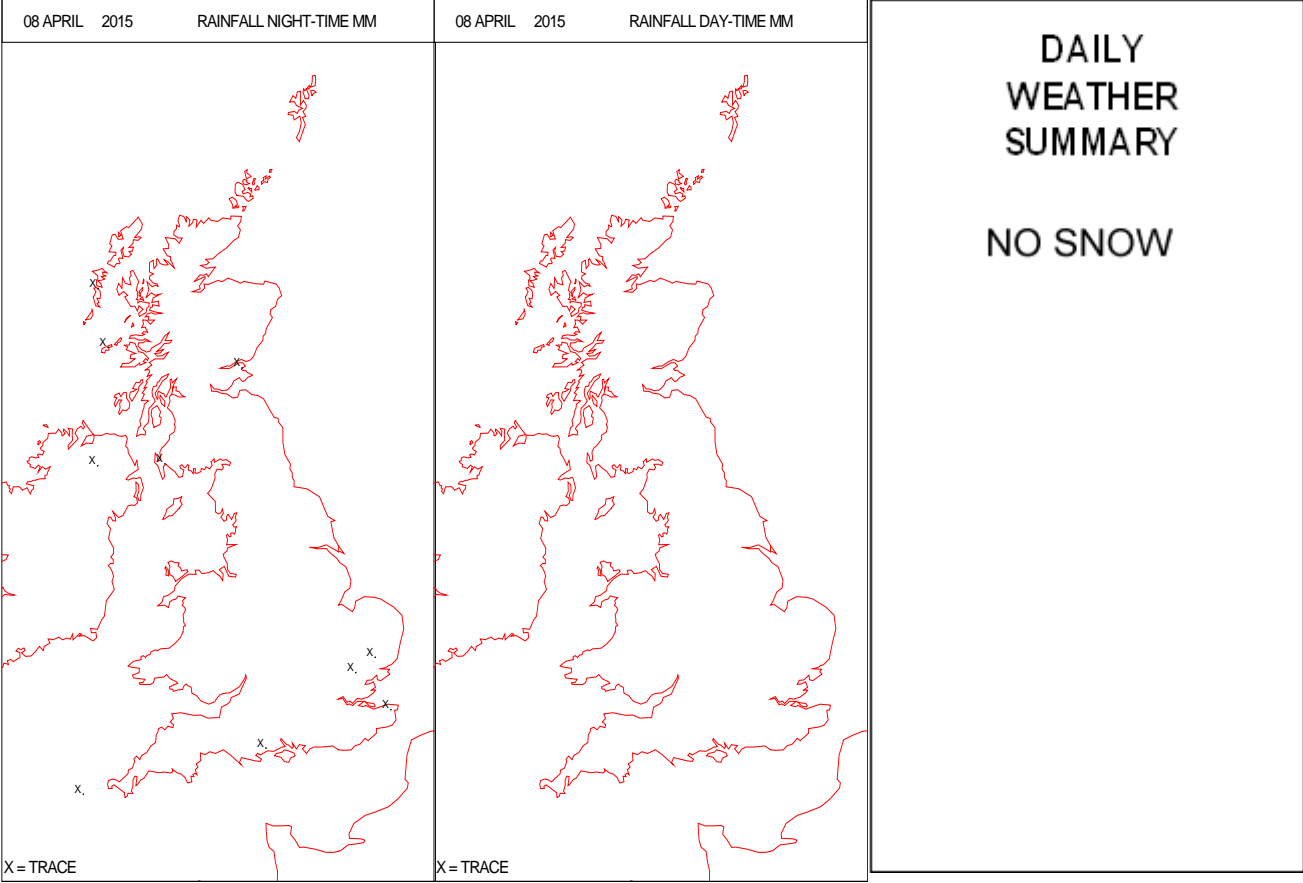 08 APRIL 2015 RAINFALL NIGHT-TIME MM
X.
X.
X.
X.
X
X.
X.
X.
X.
X.
X = TRACE
08 APRIL 2015 RAINFALL DAY-TIME MM
X = TRACE
DAILY
WEATHER
SUMMARY
NO SNOW